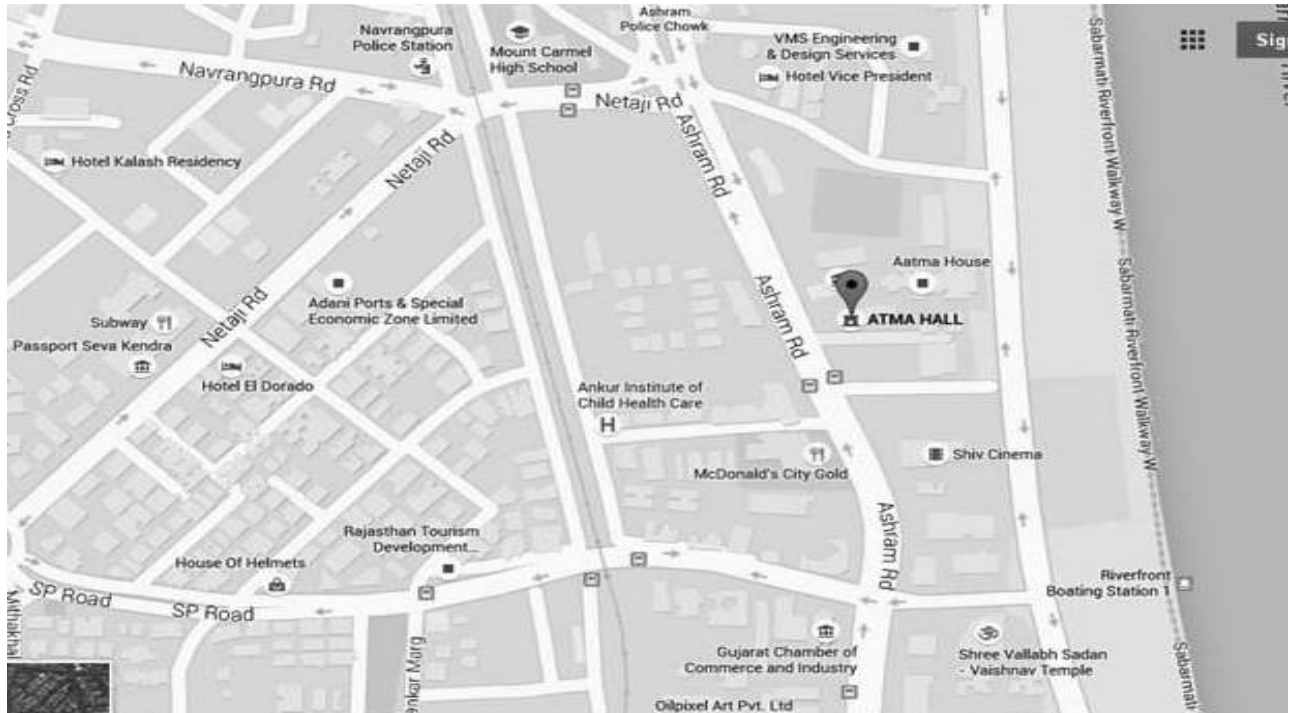 Ashram
Police Chowk
Navrangpura
Police Station
Mount Carmel
High School
VMS Engineering
& Design Services
Hotel Vice President
Sabarmati Riverfront Walkway W
Cross Rd
Navrangpura Rd
Netaji Rd
Hotel Kalash Residency
Netaji Rd
Ashram Rd
Aatma House
Sabarmati Riverfront Walkway W
Adani Ports & Special
Economic Zone Limited
Ashram Rd
ATMA HALL
Subway
Netaji Rd
Passport Seva Kendra
Hotel El Dorado
Ankur Institute of
Child Health Care
H
McDonald's City Gold
Shiv Cinema
Ashram Rd
Rajasthan Tourism
Development...
House Of Helmets
SP Road
SP Road
Riverfront
Boating Station 1
Gujarat Chamber of
Commerce and Industry
Shree Vallabh Sadan
- Vaishnav Temple
Marg
Sabarmati
Oilpixel Art Pvt. Ltd